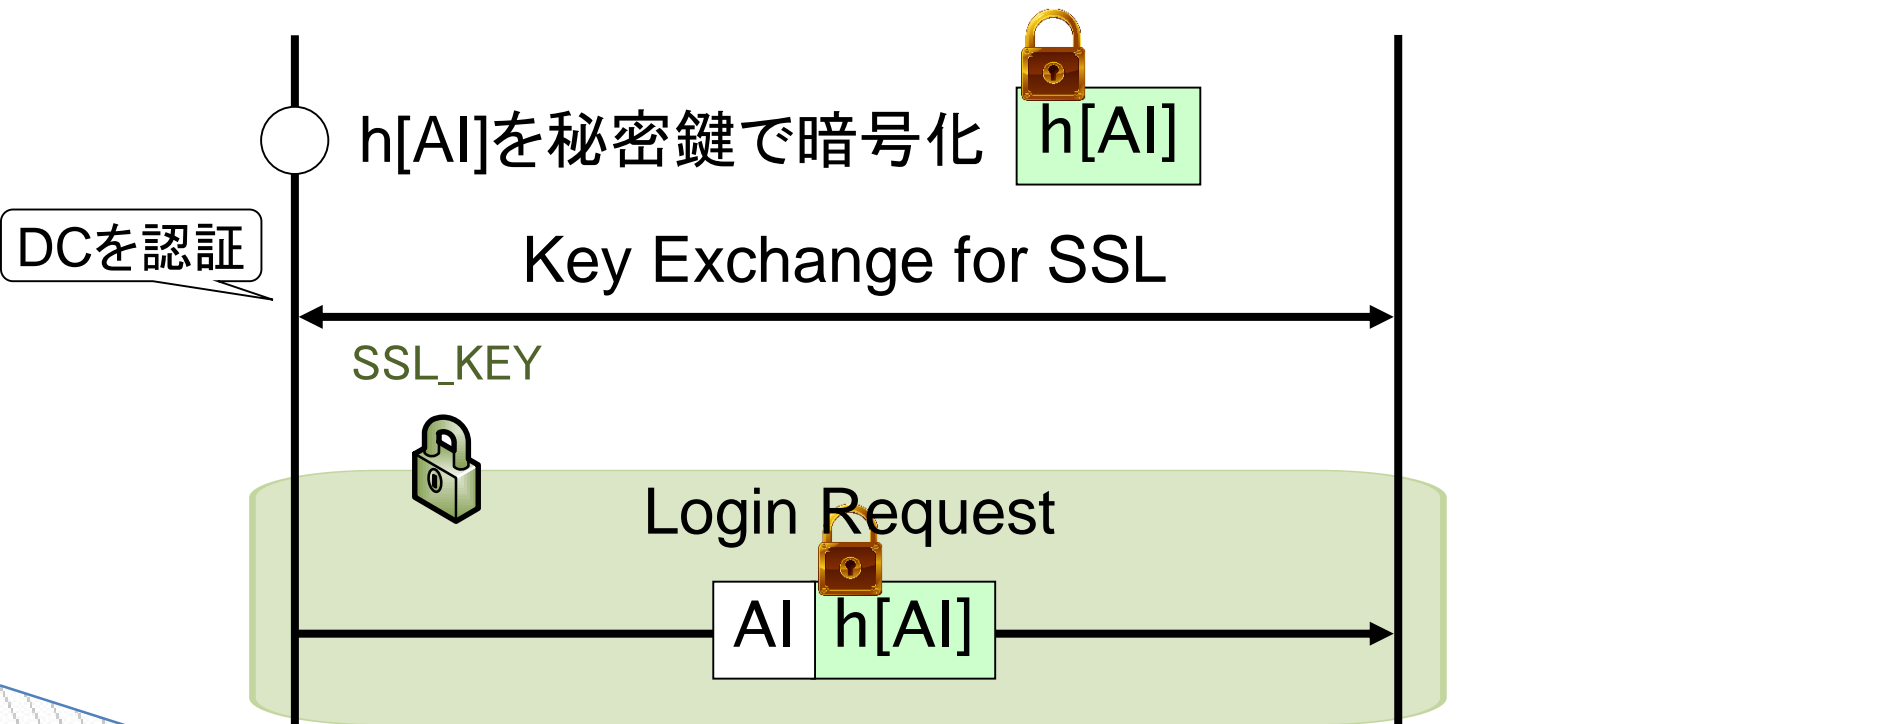 h[AI]を秘密鍵で暗号化
h[AI]
DCを認証
Key Exchange for SSL
SSL_KEY
Login Request
AI
h[AI]